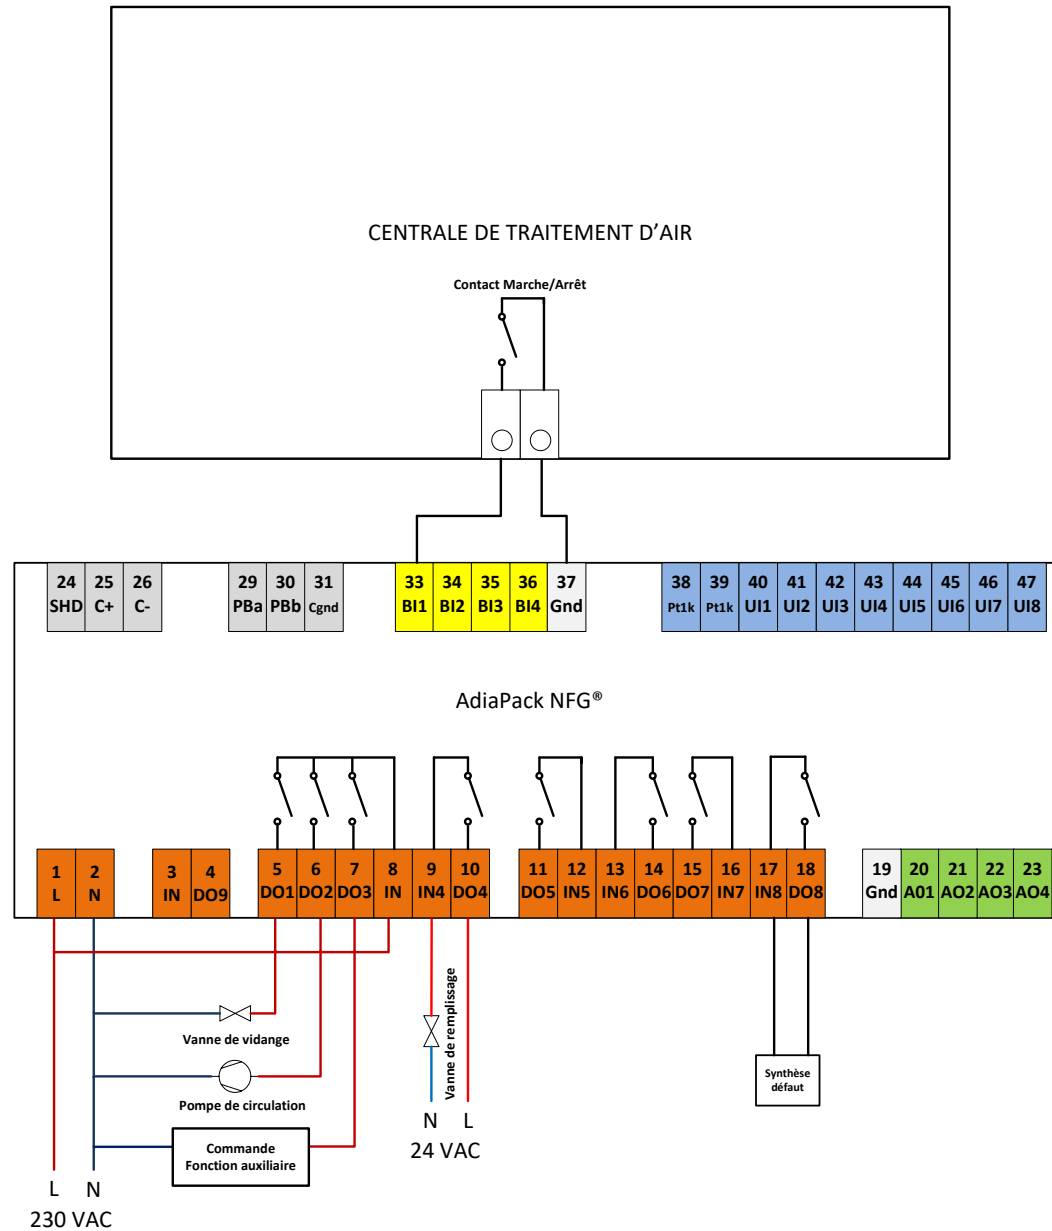 CENTRALE DE TRAITEMENT D'AIR
Contact Marche/Arrêt
24 25 26 29 30 31 33 34 35 36 37 38 39 40 41 42 43 44 45 46 47
SHD C+ C- PBa PBb Cgnd BI1 BI2 BI3 BI4 Gnd Pt1k Pt1k UI1 UI2 UI3 UI4 UI5 UI6 UI7 UI8
AdiaPack NFG®
1 2 3 4 5 6 7 8 9 10 11 12 13 14 15 16 17 18 19 20 21 22 23
L N IN DO9 DO1 DO2 DO3 IN IN4 DO4 DO5 IN5 IN6 DO6 DO7 IN7 IN8 DO8 Gnd A01 AO2 AO3 AO4
Vanne de vidange
Vanne de remplissage
Pompe de circulation
Synthèse
défaut
N L
24 VAC
Commande
Fonction auxiliaire
L N
230 VAC